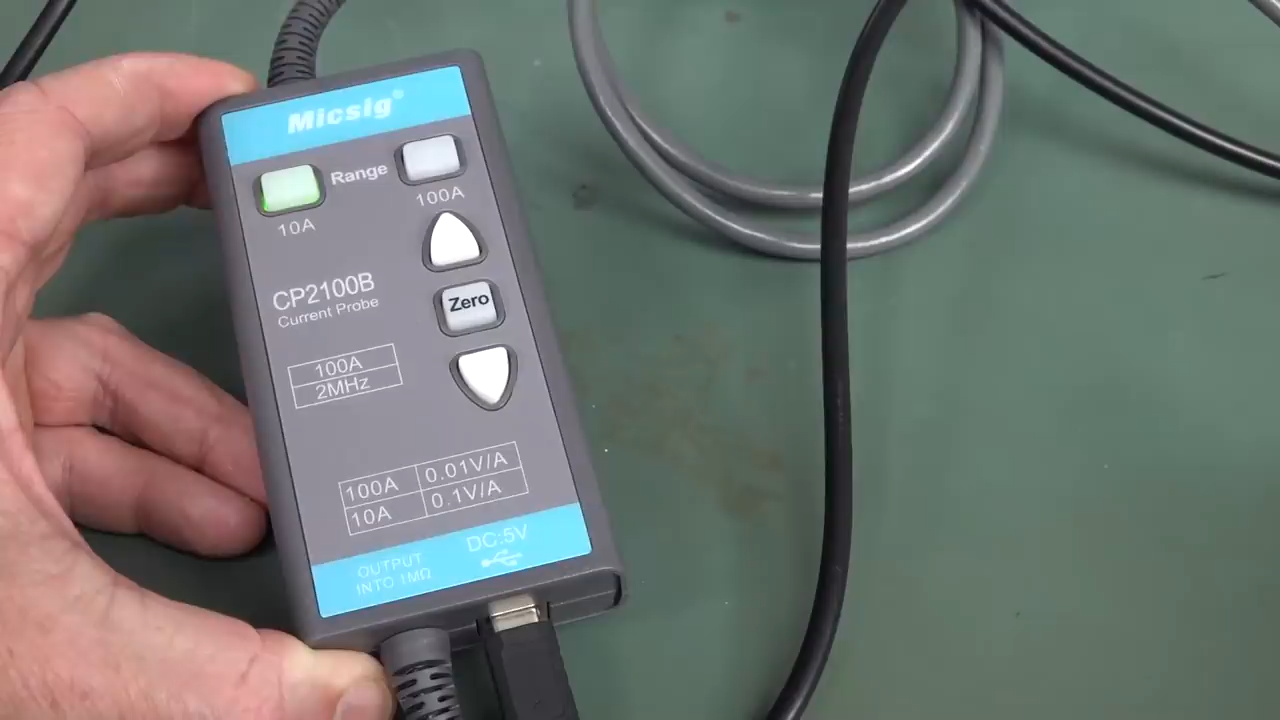 Micsig®
Range
10A
100A
CP2100B
Current Probe
Zero
100A
2MHz
100A 0.01V/A
10A 0.1V/A
OUTPUT
INTO 1MΩ
DC:5V